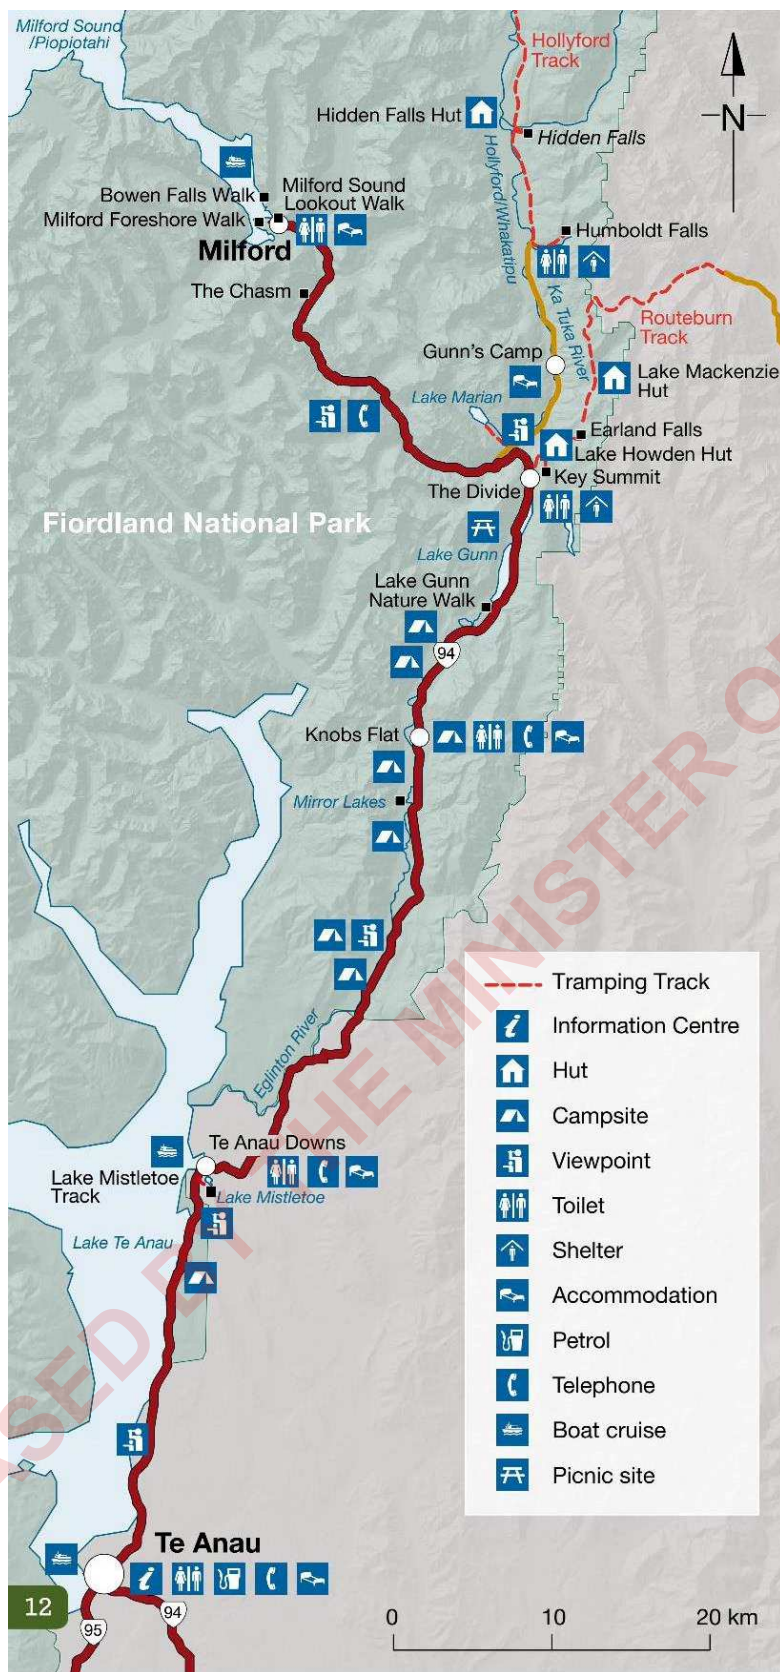 Milford Sound
/Piopiotahi
Hollyford
Track
N
Hidden Falls Hut
Hidden Falls
Hollyford/Whakatipu
Bowen Falls Walk
Milford Sound
Lookout Walk
Milford Foreshore Walk
Milford
Humboldt Falls
The Chasm
Ka Tuka River
Routeburn
Track
Gunn's Camp
Lake Mackenzie
Hut
Lake Marian
Earland Falls
Lake Howden Hut
Key Summit
The Divide
Fiordland National Park
Lake Gunn
Lake Gunn
Nature Walk
94
Knobs Flat
Mirror Lakes
Eglinton River
Te Anau Downs
Lake Mistletoe
Track
Lake Mistletoe
Lake Te Anau
Tramping Track
Information Centre
Hut
Campsite
Viewpoint
Toilet
Shelter
Accommodation
Petrol
Telephone
Boat cruise
Picnic site
Te Anau
12
94
95
0 10 20 km
ASED BY THE MINISTER O